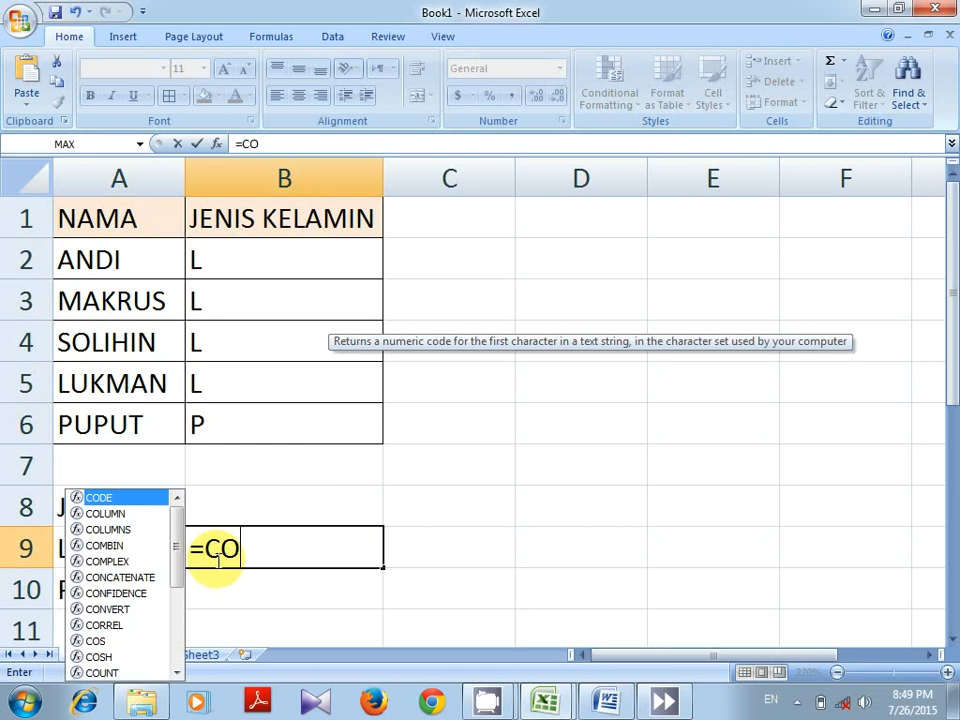 Book1 - Microsoft Excel
Home Insert Page Layout Formulas Data Review View
Paste
Clipboard
11 A A
B I U A
Font
Alignment
General
$ % ,
Number
Conditional Formatting
Format as Table
Cell Styles
Styles
Insert
Delete
Format
Cells
Σ
Sort & Filter
Find & Select
Editing
MAX fx =CO
A B C D E F
1 NAMA JENIS KELAMIN
2 ANDI L
3 MAKRUS L
4 SOLIHIN L
Returns a numeric code for the first character in a text string, in the character set used by your computer
5 LUKMAN L
6 PUPUT P
7
8
9 =CO
10
11
CODE
COLUMN
COLUMNS
COMBIN
COMPLEX
CONCATENATE
CONFIDENCE
CONVERT
CORREL
COS
COSH
COUNT
Sheet3
Enter
220%
EN
8:49 PM
7/26/2015